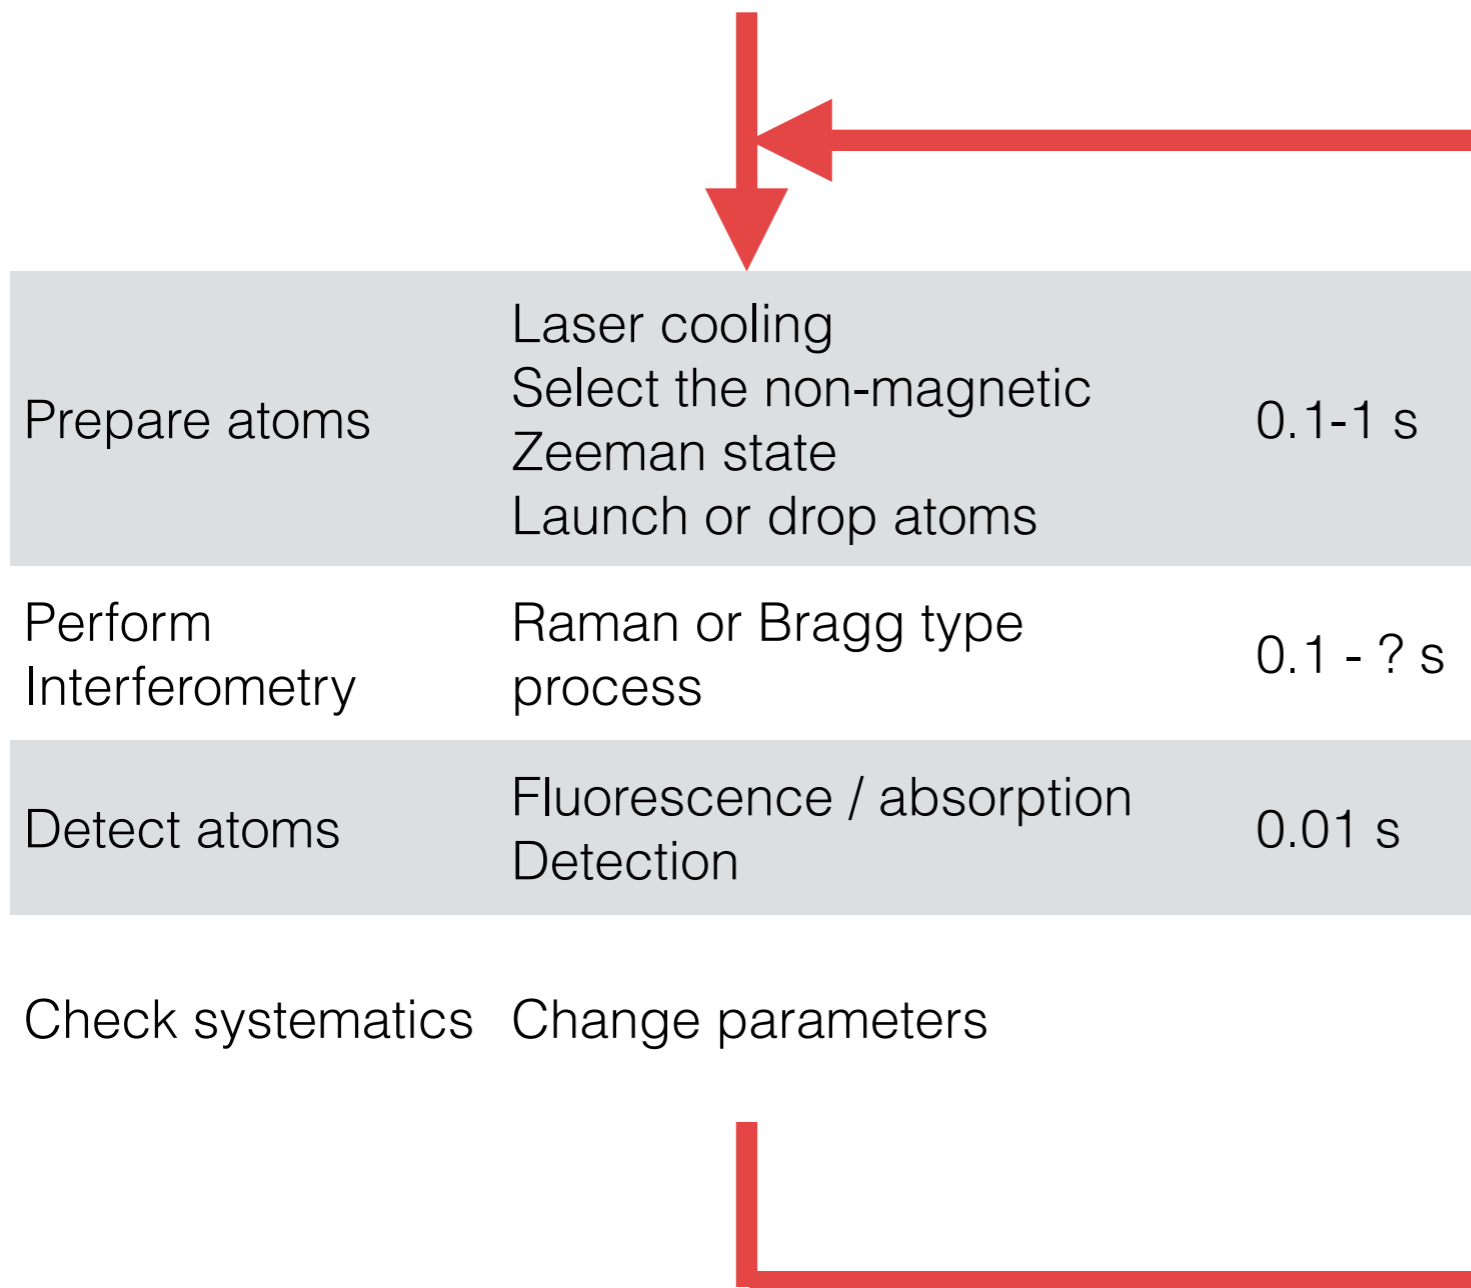 Prepare atoms
Laser cooling
Select the non-magnetic
Zeeman state
Launch or drop atoms
0.1-1 s
Perform
Interferometry
Raman or Bragg type
process
0.1 - ? s
Detect atoms
Fluorescence / absorption
Detection
0.01 s
Check systematics
Change parameters